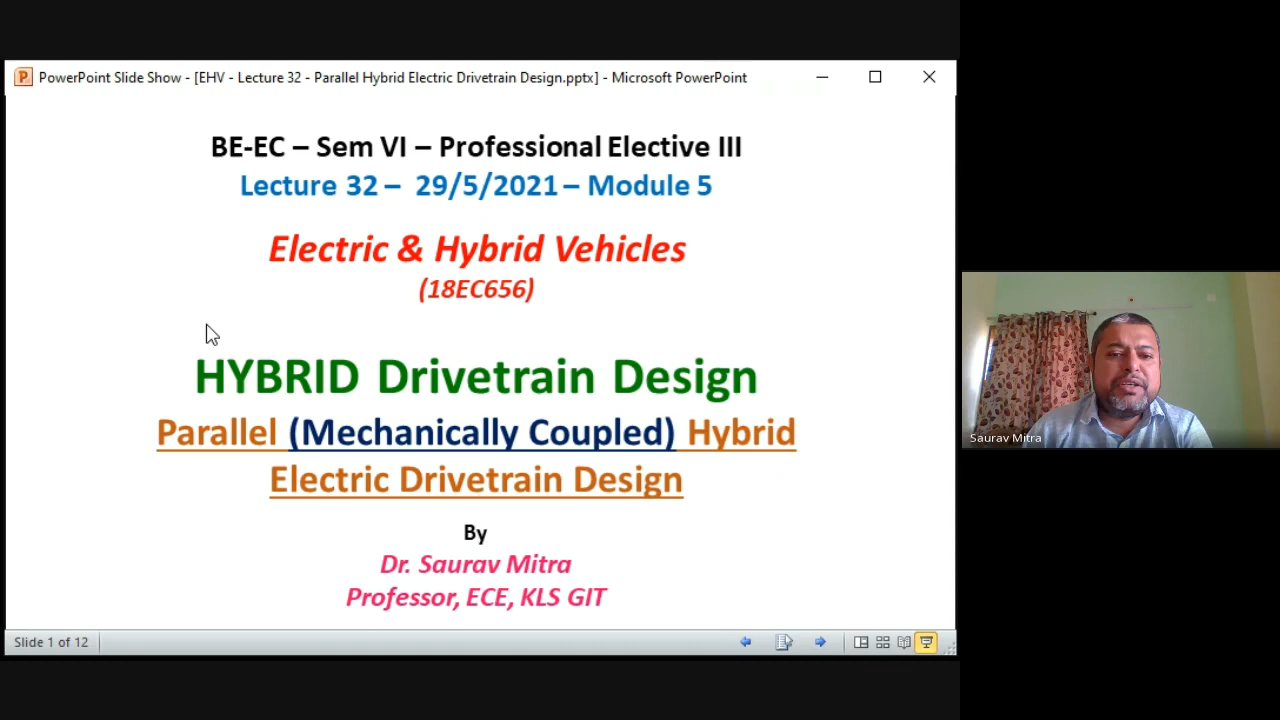 PowerPoint Slide Show - [EHV - Lecture 32 - Parallel Hybrid Electric Drivetrain Design.pptx] - Microsoft PowerPoint
BE-EC – Sem VI – Professional Elective III
Lecture 32 – 29/5/2021 – Module 5
Electric & Hybrid Vehicles
(18EC656)
HYBRID Drivetrain Design
Parallel (Mechanically Coupled) Hybrid
Electric Drivetrain Design
By
Dr. Saurav Mitra
Professor, ECE, KLS GIT
Saurav Mitra
Slide 1 of 12